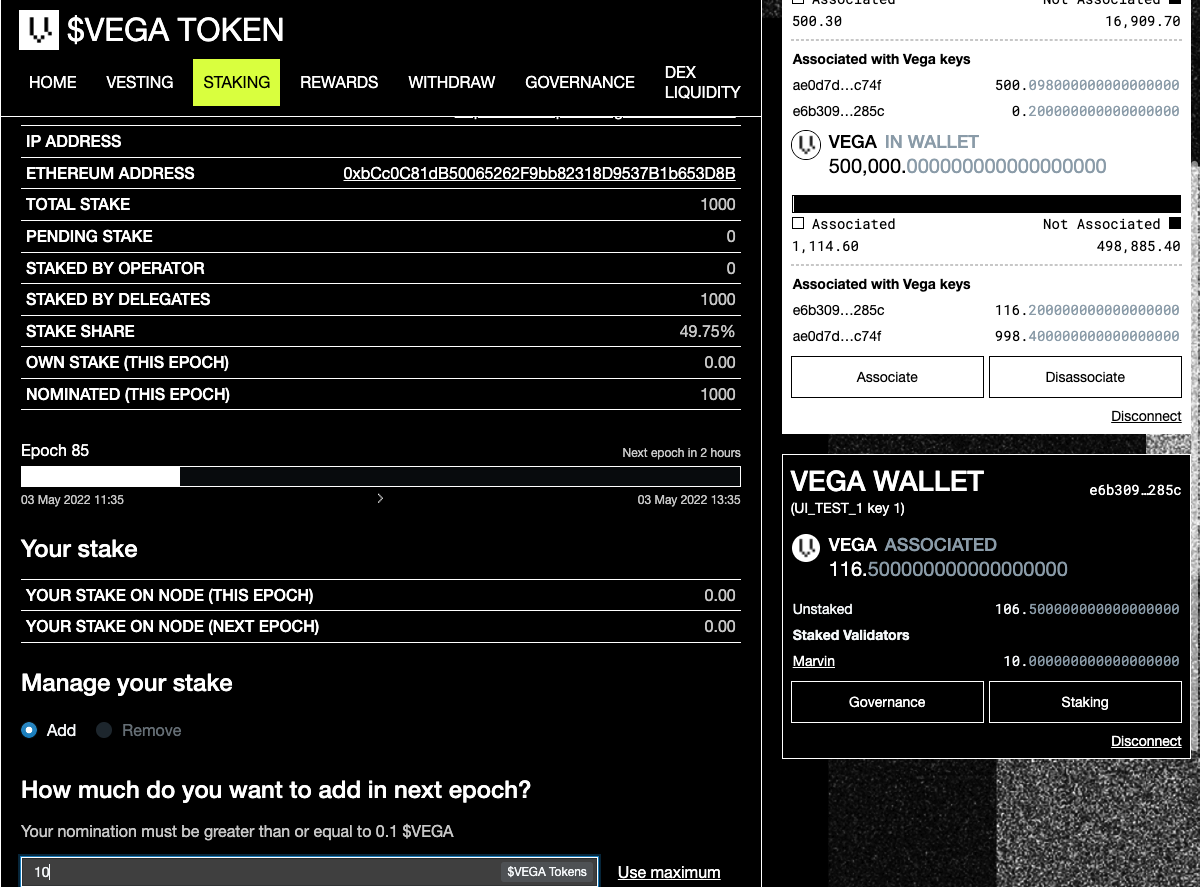 $VEGA TOKEN
HOME VESTING STAKING REWARDS WITHDRAW GOVERNANCE DEX LIQUIDITY
IP ADDRESS
ETHEREUM ADDRESS 0xbCc0C81dB50065262F9bb82318D9537B1b653D8B
TOTAL STAKE 1000
PENDING STAKE 0
STAKED BY OPERATOR 0
STAKED BY DELEGATES 1000
STAKE SHARE 49.75%
OWN STAKE (THIS EPOCH) 0.00
NOMINATED (THIS EPOCH) 1000
Epoch 85 Next epoch in 2 hours
03 May 2022 11:35 > 03 May 2022 13:35
Your stake
YOUR STAKE ON NODE (THIS EPOCH) 0.00
YOUR STAKE ON NODE (NEXT EPOCH) 0.00
Manage your stake
Add Remove
How much do you want to add in next epoch?
Your nomination must be greater than or equal to 0.1 $VEGA
10 $VEGA Tokens Use maximum
Associated Not Associated
500.30 16,909.70
Associated with Vega keys
ae0d7d…c74f 500.098000000000000000
e6b309…285c 0.200000000000000000
VEGA IN WALLET
500,000.000000000000000000
Associated Not Associated
1,114.60 498,885.40
Associated with Vega keys
e6b309…285c 116.200000000000000000
ae0d7d…c74f 998.400000000000000000
Associate Disassociate
Disconnect
VEGA WALLET e6b309…285c
(UI_TEST_1 key 1)
VEGA ASSOCIATED
116.500000000000000000
Unstaked 106.500000000000000000
Staked Validators
Marvin 10.000000000000000000
Governance Staking
Disconnect